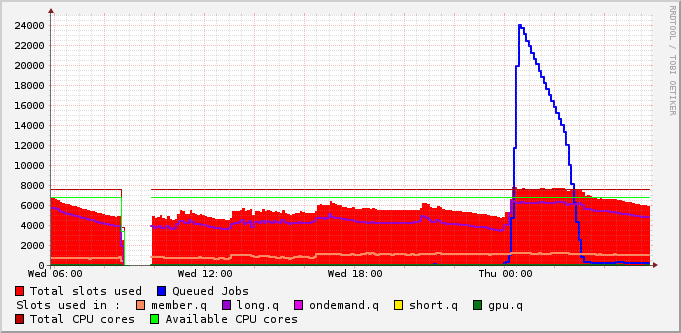 24000
22000
20000
18000
16000
14000
12000
10000
8000
6000
4000
2000
0
Wed 06:00 Wed 12:00 Wed 18:00 Thu 00:00
Total slots used Queued Jobs
Slots used in : member.q long.q ondemand.q short.q gpu.q
Total CPU cores Available CPU cores
RRDTOOL / TOBI OETIKER